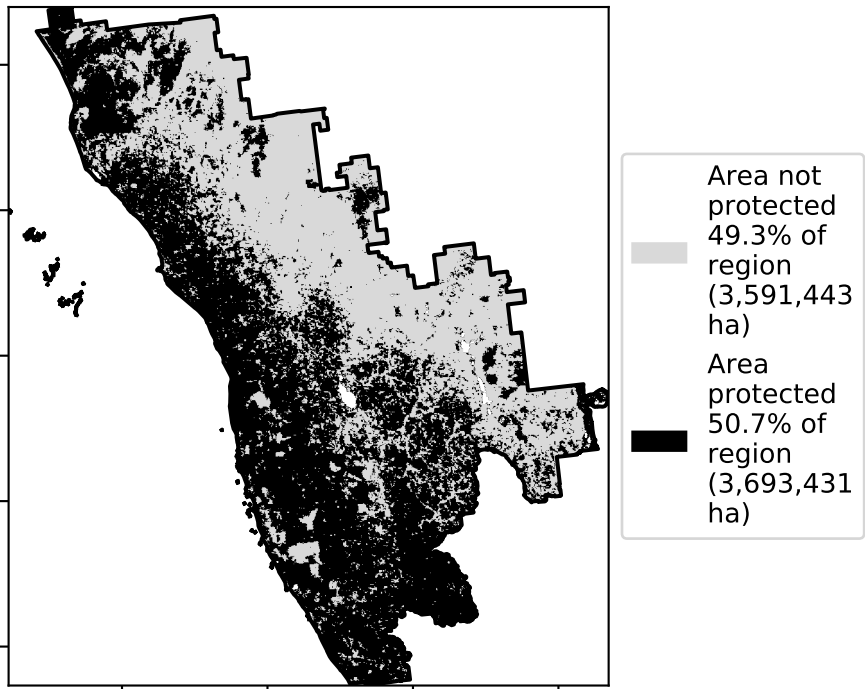 Area not
protected
49.3% of
region
(3,591,443
ha)
Area
protected
50.7% of
region
(3,693,431
ha)